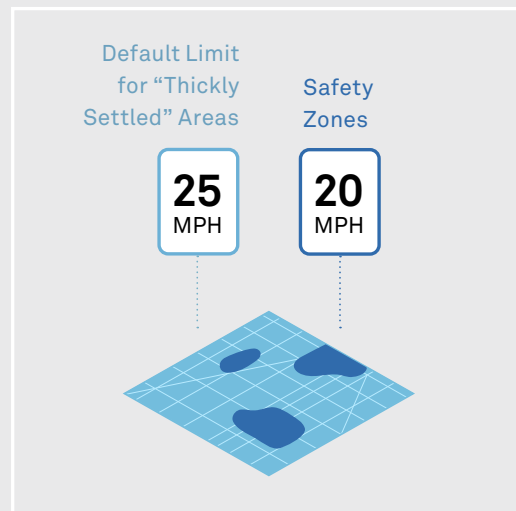 Default Limit
for “Thickly
Settled” Areas
Safety
Zones
25
MPH
20
MPH